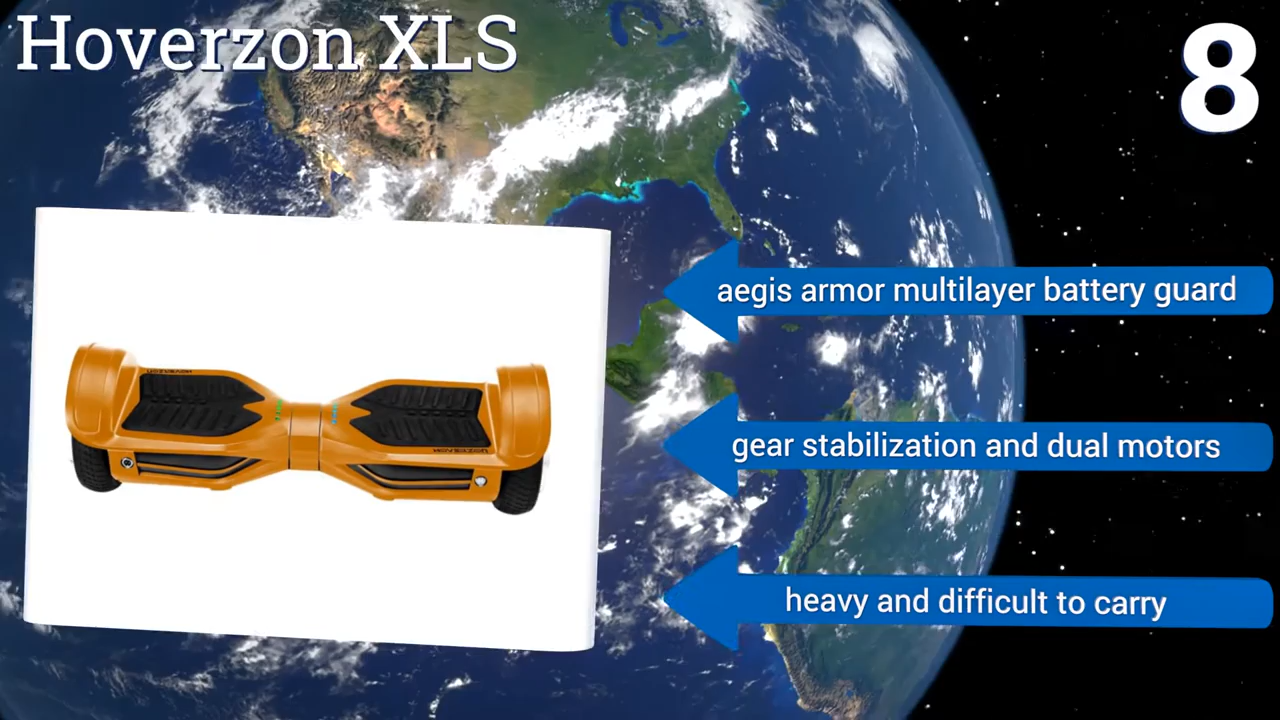 Hoverzon XLS
8
aegis armor multilayer battery guard
gear stabilization and dual motors
heavy and difficult to carry